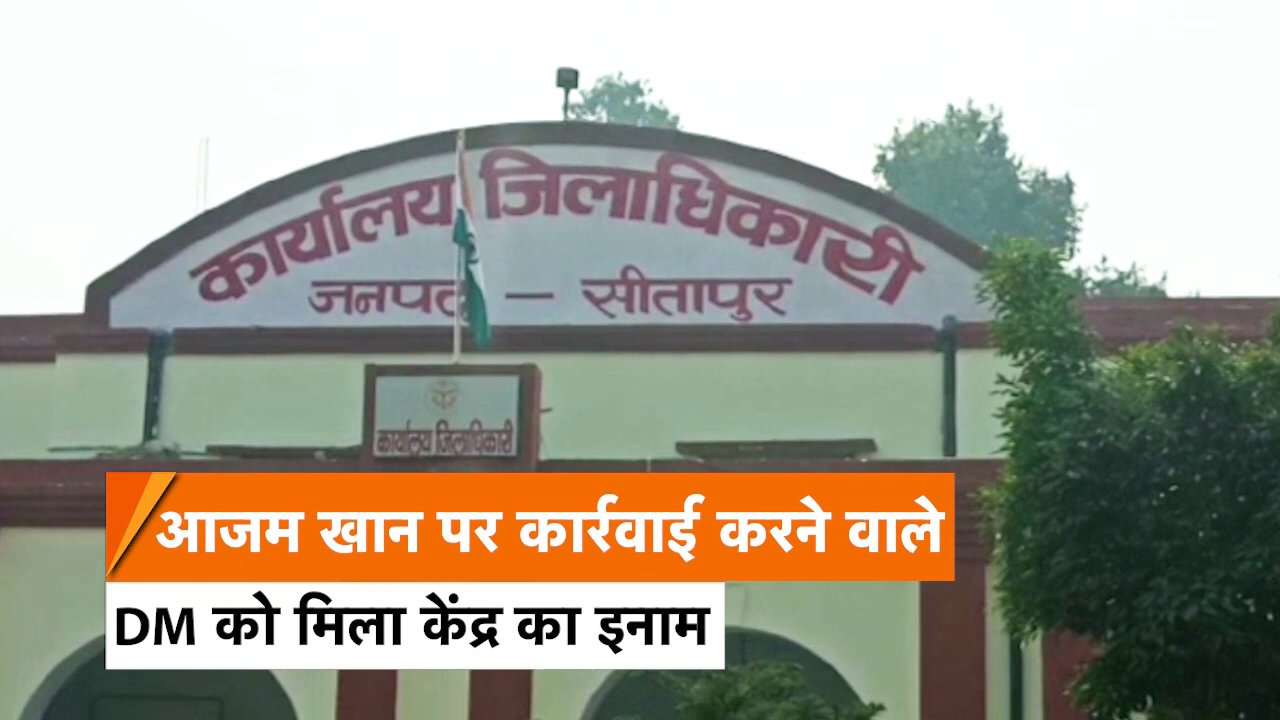 कार्यालय जिलाधिकारी
जनपद — सीतापुर
कार्यालय जिलाधिकारी
आजम खान पर कार्रवाई करने वाले
DM को मिला केंद्र का इनाम